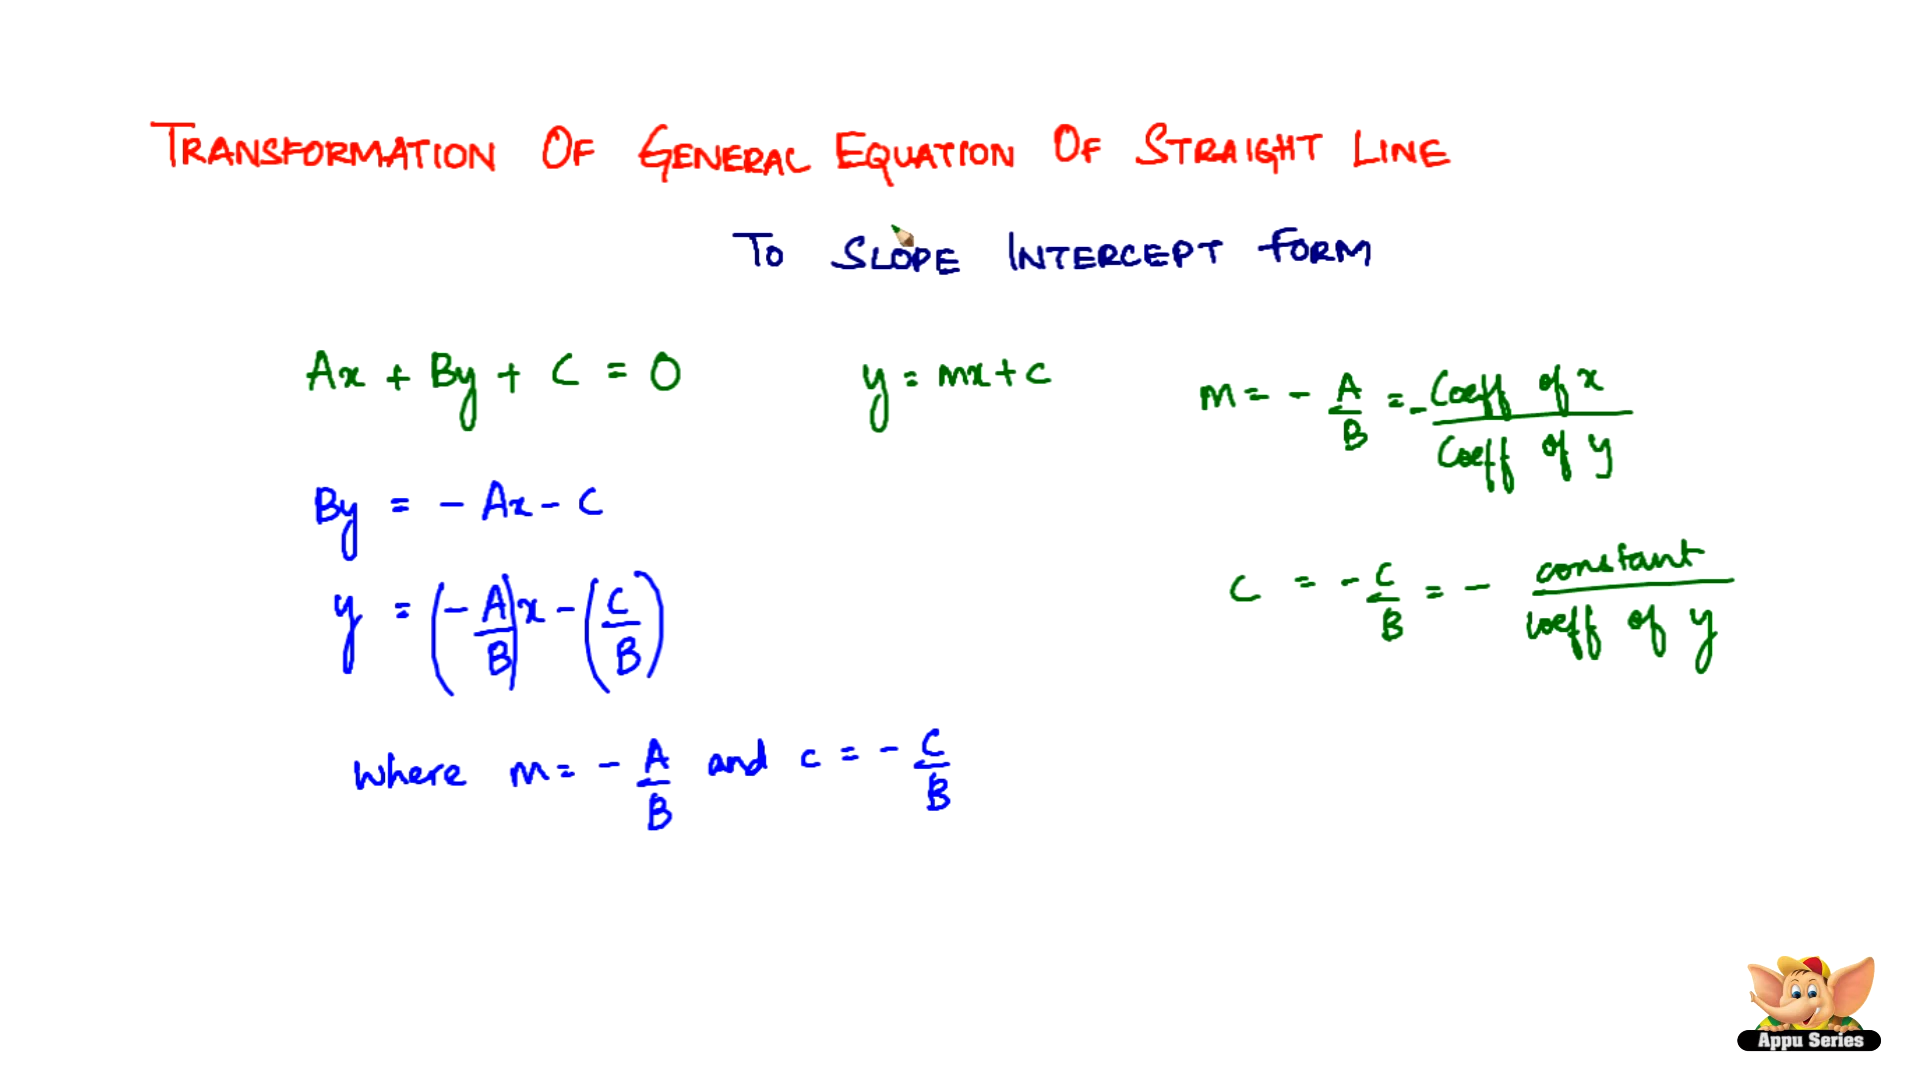 TRANSFORMATION OF GENERAL EQUATION OF STRAIGHT LINE
TO SLOPE INTERCEPT FORM
Ax + By + C = 0
y = mx + c
m = - A/B = - Coeff of x / Coeff of y
By = - Ax - C
y = (- A/B) x - (C/B)
C = - C/B = - constant / coeff of y
where m = - A/B and c = - C/B
Appu Series